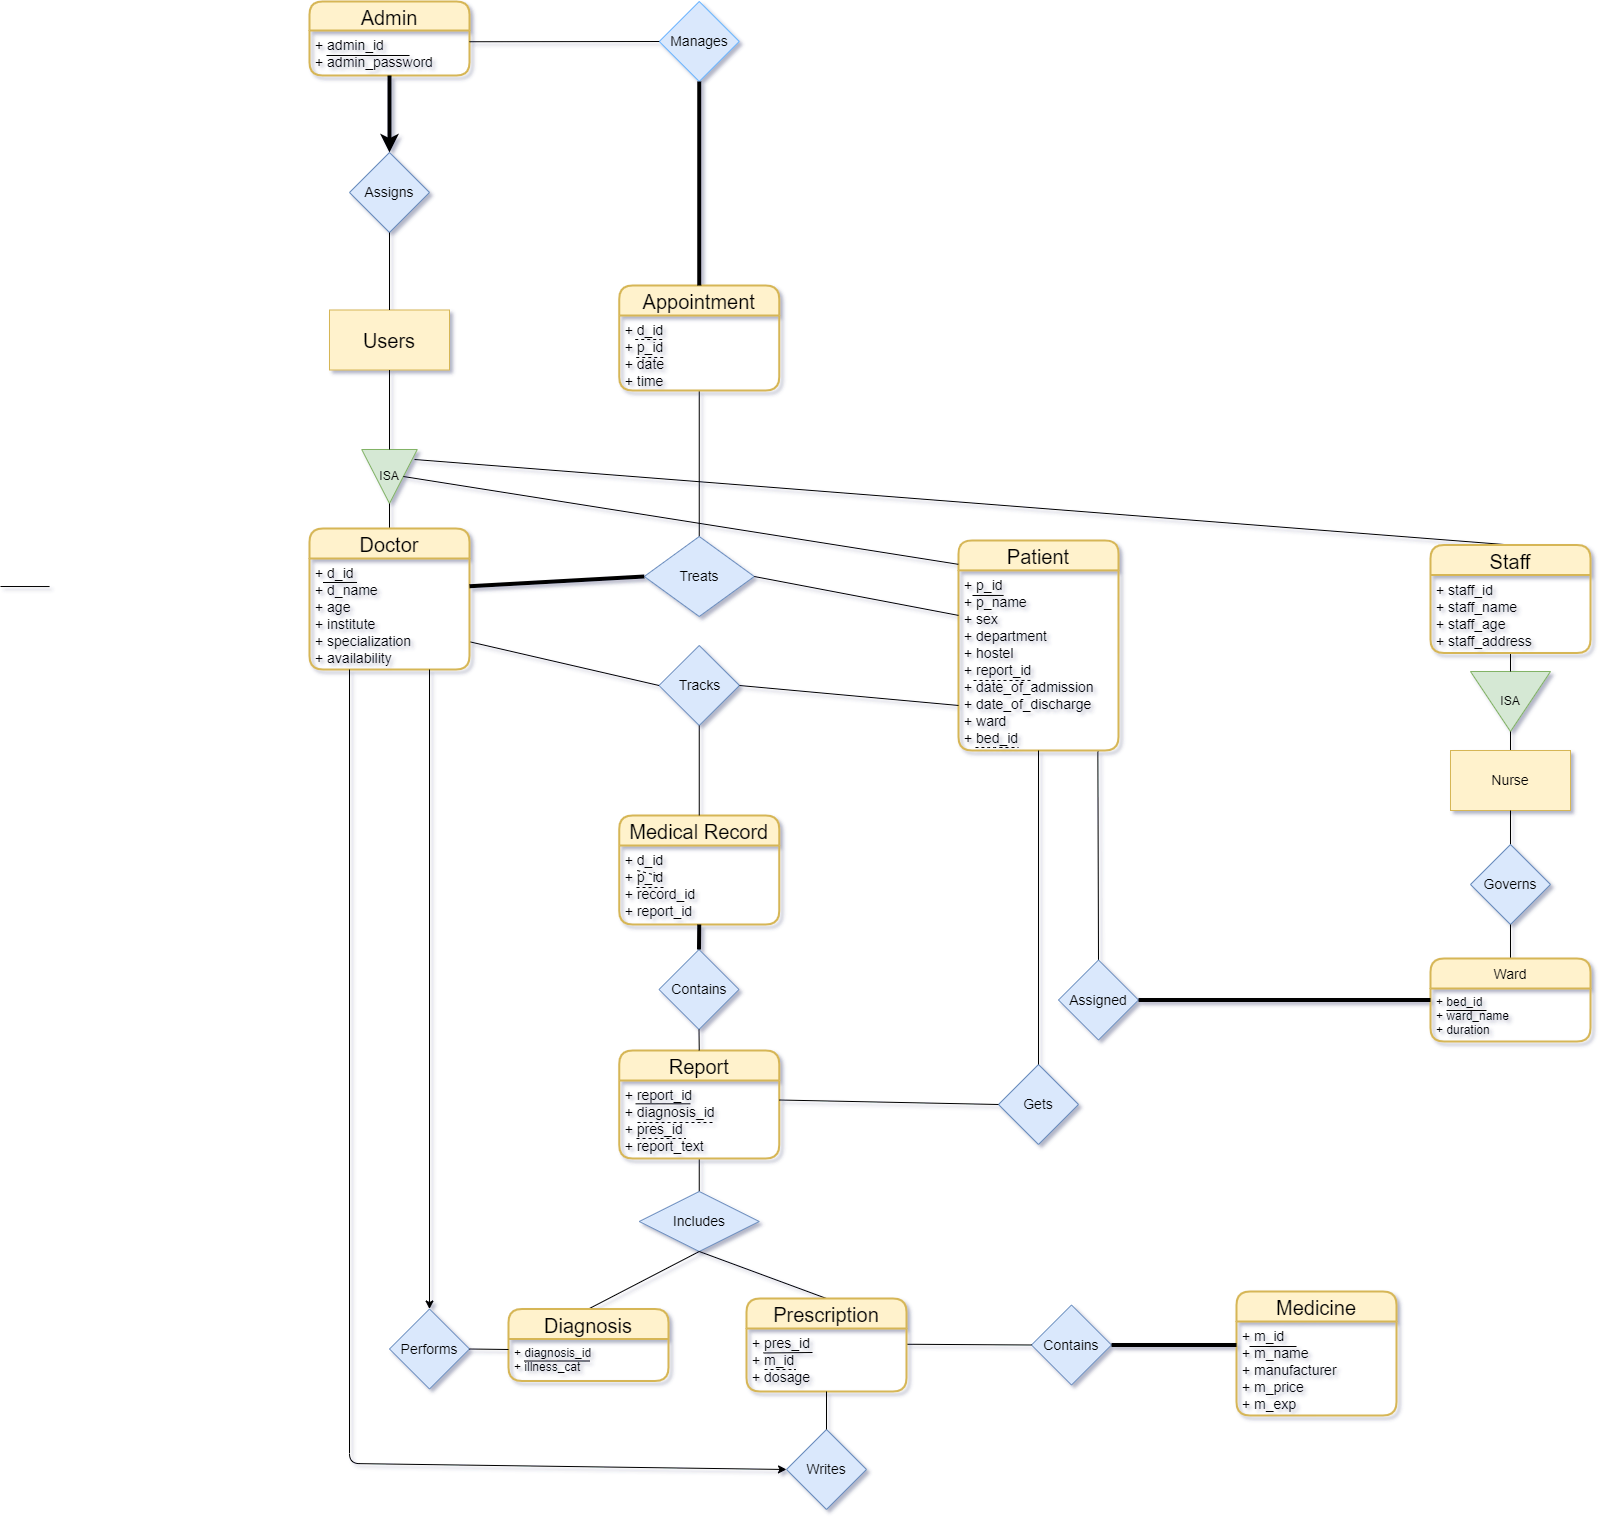 Admin
+ admin_id
+ admin_password
Manages
Assigns
Users
Appointment
+ d_id
+ p_id
+ date
+ time
ISA
Doctor
+ d_id
+ d_name
+ age
+ institute
+ specialization
+ availability
Treats
Patient
+ p_id
+ p_name
+ sex
+ department
+ hostel
+ report_id
+ date_of_admission
+ date_of_discharge
+ ward
+ bed_id
Staff
+ staff_id
+ staff_name
+ staff_age
+ staff_address
Tracks
ISA
Nurse
Medical Record
+ d_id
+ p_id
+ record_id
+ report_id
Governs
Contains
Assigned
Ward
+ bed_id
+ ward_name
+ duration
Report
+ report_id
+ diagnosis_id
+ pres_id
+ report_text
Gets
Includes
Performs
Diagnosis
+ diagnosis_id
+ illness_cat
Prescription
+ pres_id
+ m_id
+ dosage
Contains
Medicine
+ m_id
+ m_name
+ manufacturer
+ m_price
+ m_exp
Writes